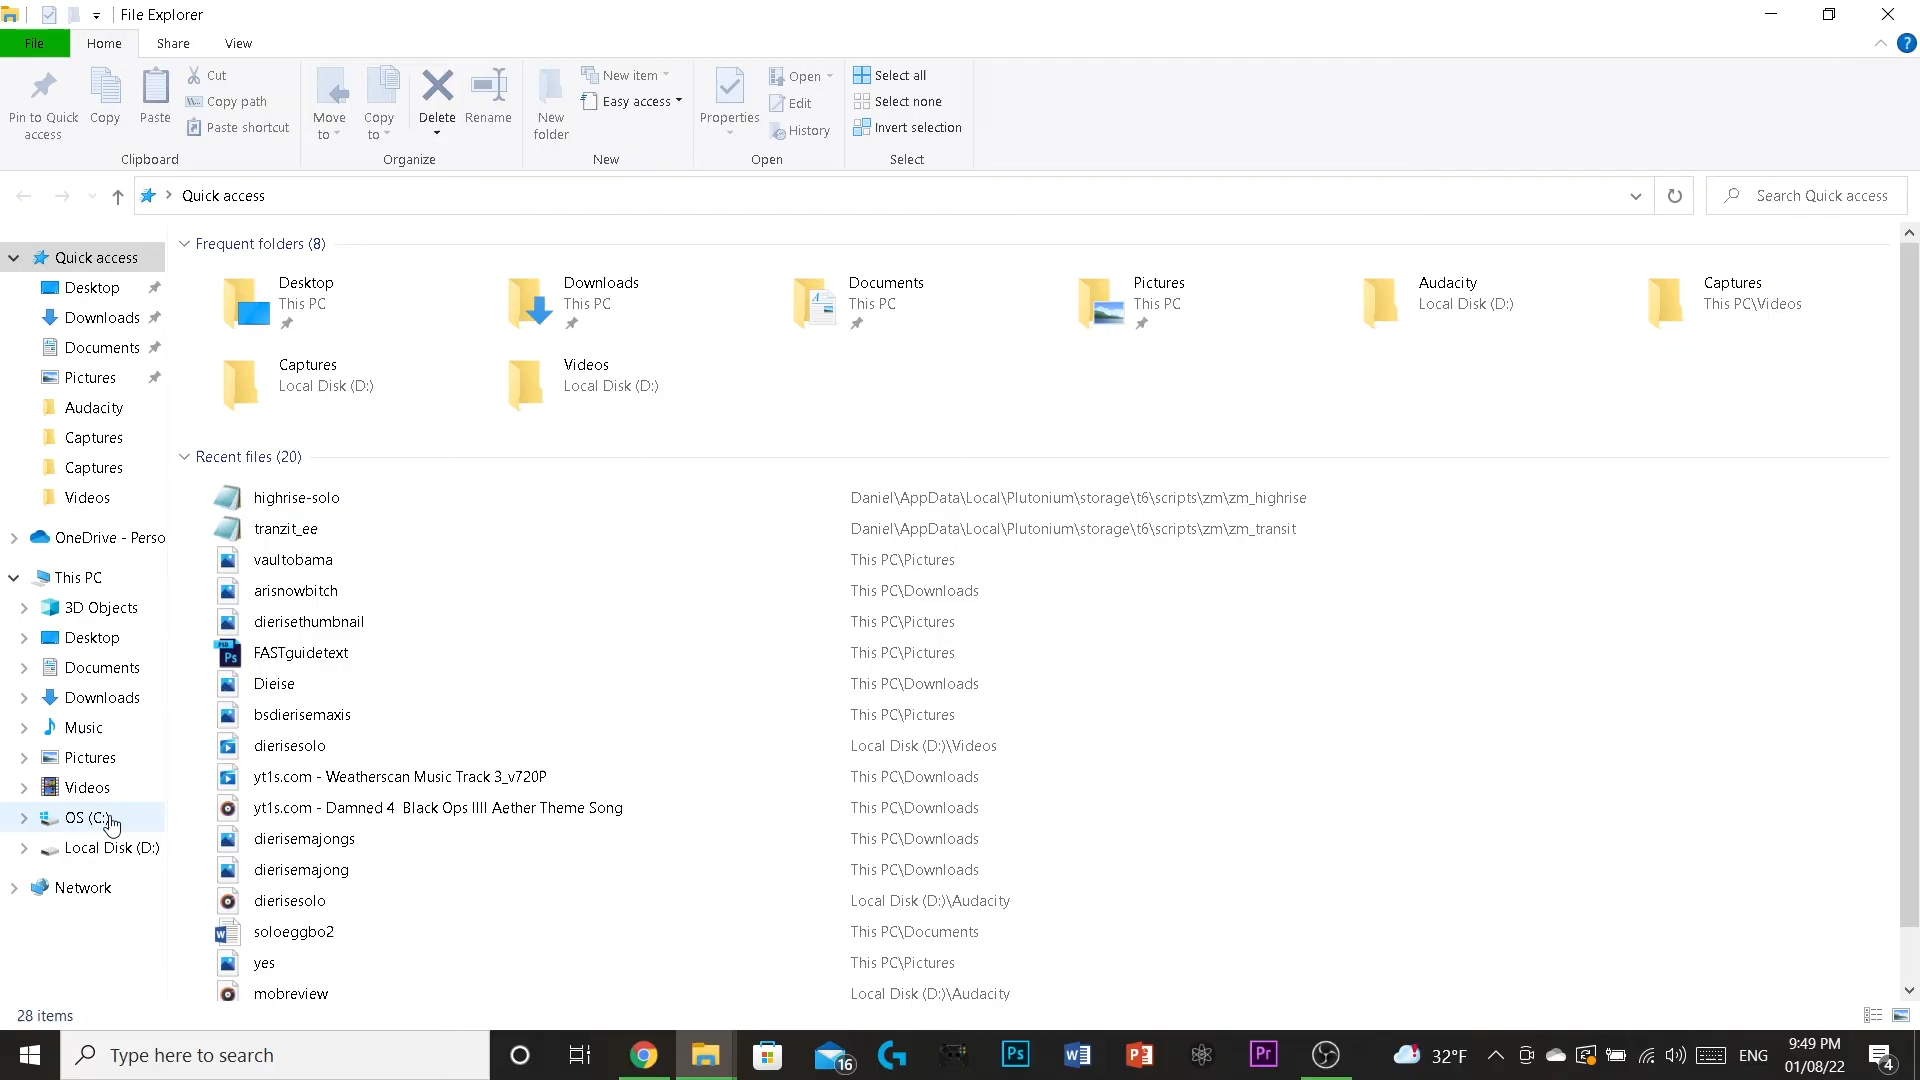 File Explorer
File Home Share View
Pin to Quick access
Copy
Paste
Cut
Copy path
Paste shortcut
Clipboard
Move to
Copy to
Delete
Rename
Organize
New folder
New item
Easy access
New
Properties
Open
Edit
History
Open
Select all
Select none
Invert selection
Select
Quick access
Search Quick access
Quick access
Desktop
Downloads
Documents
Pictures
Audacity
Captures
Captures
Videos
OneDrive - Perso
This PC
3D Objects
Desktop
Documents
Downloads
Music
Pictures
Videos
OS (C:)
Local Disk (D:)
Network
Frequent folders (8)
Desktop
This PC
Downloads
This PC
Documents
This PC
Pictures
This PC
Audacity
Local Disk (D:)
Captures
This PC\Videos
Captures
Local Disk (D:)
Videos
Local Disk (D:)
Recent files (20)
highrise-solo Daniel\AppData\Local\Plutonium\storage\t6\scripts\zm\zm_highrise
tranzit_ee Daniel\AppData\Local\Plutonium\storage\t6\scripts\zm\zm_transit
vaultobama This PC\Pictures
arisnowbitch This PC\Downloads
dierisethumbnail This PC\Pictures
FASTguidetext This PC\Pictures
Dieise This PC\Downloads
bsdierisemaxis This PC\Pictures
dierisesolo Local Disk (D:)\Videos
yt1s.com - Weatherscan Music Track 3_v720P This PC\Downloads
yt1s.com - Damned 4 Black Ops IIII Aether Theme Song This PC\Downloads
dierisemajongs This PC\Downloads
dierisemajong This PC\Downloads
dierisesolo Local Disk (D:)\Audacity
soloeggbo2 This PC\Documents
yes This PC\Pictures
mobreview Local Disk (D:)\Audacity
28 items
Type here to search
16
Ps
Pr
32°F
ENG
9:49 PM
01/08/22
4